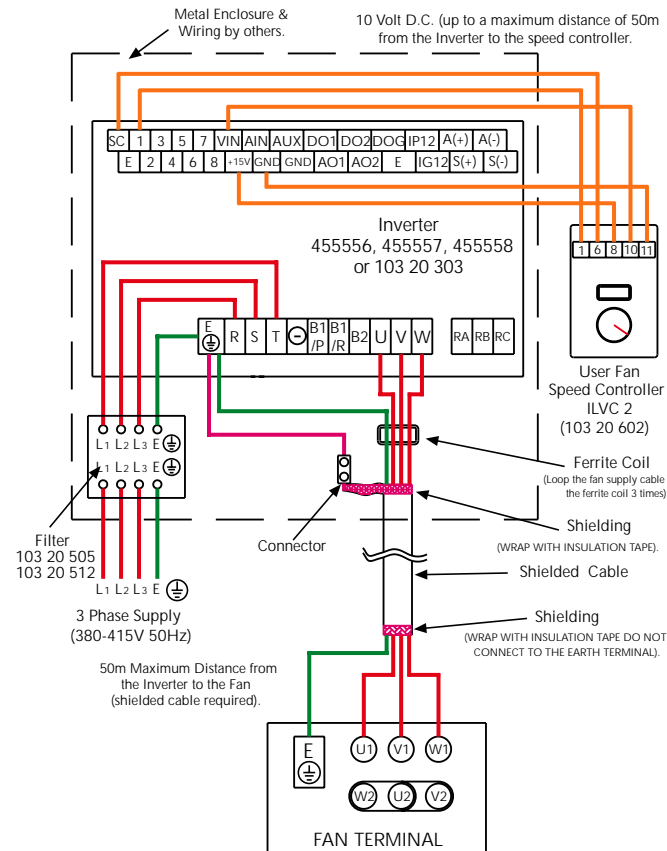 Metal Enclosure &
Wiring by others.
10 Volt D.C. (up to a maximum distance of 50m
from the Inverter to the speed controller.
SC 1 3 5 7 VIN AIN AUX DO1 DO2 DOG IP12 A(+) A(-)
E 2 4 6 8 +15V GND GND AO1 AO2 E IG12 S(+) S(-)
Inverter
455556, 455557, 455558
or 103 20 303
1 6 8 10 11
User Fan
Speed Controller
ILVC 2
(103 20 602)
E R S T B1/P B1/R B2 U V W RA RB RC
L1 L2 L3 E
L1 L2 L3 E
Filter
103 20 505
103 20 512
L1 L2 L3 E
3 Phase Supply
(380-415V 50Hz)
Connector
Ferrite Coil
(Loop the fan supply cable
the ferrite coil 3 times)
Shielding
(WRAP WITH INSULATION TAPE).
Shielded Cable
Shielding
(WRAP WITH INSULATION TAPE DO NOT
CONNECT TO THE EARTH TERMINAL).
50m Maximum Distance from
the Inverter to the Fan
(shielded cable required).
E U1 V1 W1
W2 U2 V2
FAN TERMINAL